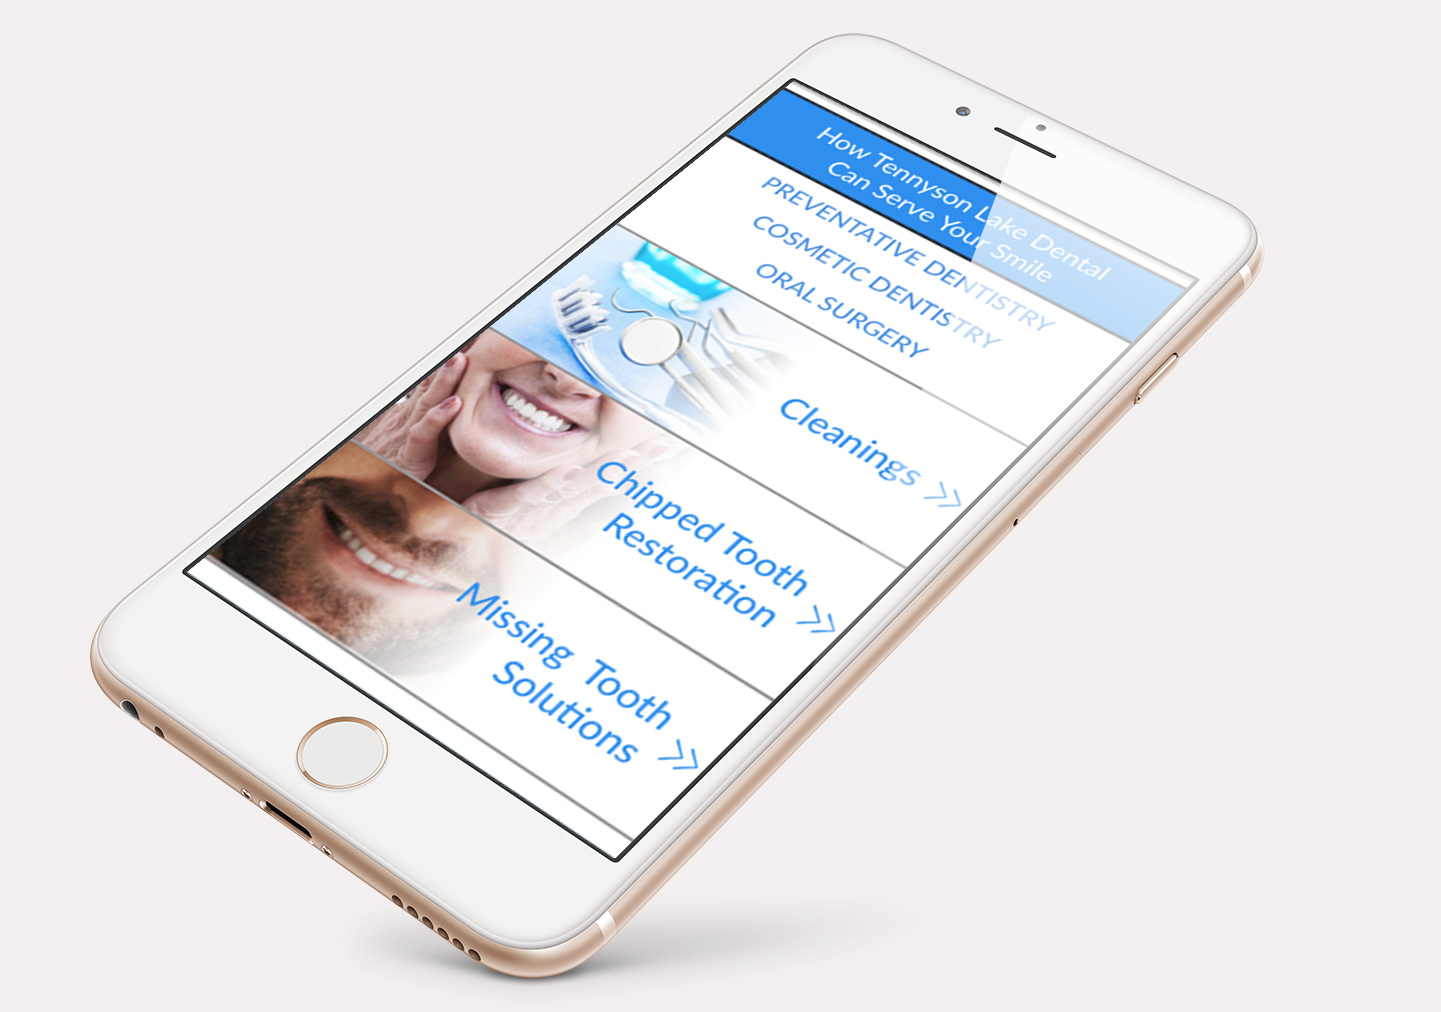 How Tennyson Lake Dental
Can Serve Your Smile
PREVENTATIVE DENTISTRY
COSMETIC DENTISTRY
ORAL SURGERY
Cleanings >>
Chipped Tooth
Restoration >>
Missing Tooth
Solutions >>